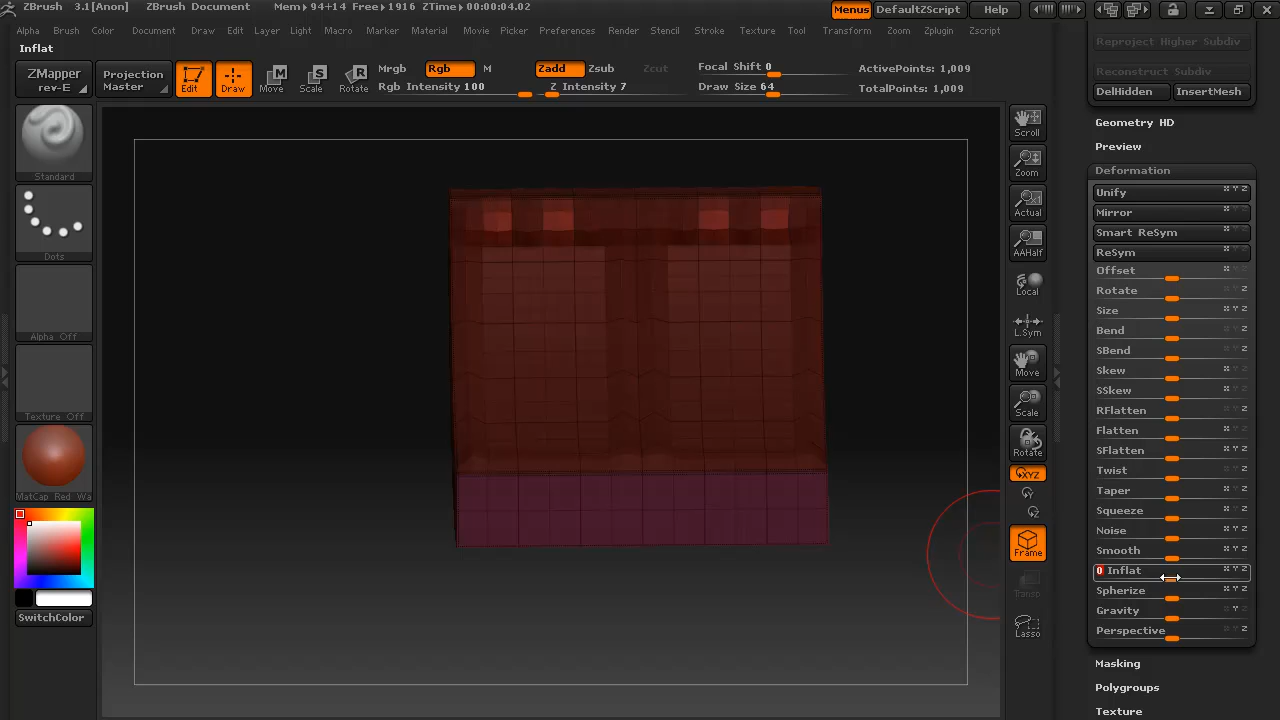 ZBrush 3.1[Anon] ZBrush Document Mem▸94+14 Free▸1916 ZTime▸00:00:04.02 Menus DefaultZScript Help
Alpha Brush Color Document Draw Edit Layer Light Macro Marker Material Movie Picker Preferences Render Stencil Stroke Texture Tool Transform Zoom Zplugin Zscript
Inflat
ZMapper
rev-E
Projection
Master
Edit Draw Move Scale Rotate
Mrgb Rgb M
Rgb Intensity 100
Zadd Zsub Zcut
Z Intensity 7
Focal Shift 0
Draw Size 64
ActivePoints: 1,009
TotalPoints: 1,009
Standard
Dots
Alpha Off
Texture Off
MatCap Red Wa
SwitchColor
Scroll
Zoom
Actual
AAHalf
Local
L.Sym
Move
Scale
Rotate
XYZ
Y
Z
Frame
Transp
Lasso
Reproject Higher Subdiv
Reconstruct Subdiv
DelHidden InsertMesh
Geometry HD
Preview
Deformation
Unify X Y Z
Mirror X Y Z
Smart ReSym X Y Z
ReSym X Y Z
Offset X Y Z
Rotate X Y Z
Size X Y Z
Bend X Y Z
SBend X Y Z
Skew X Y Z
SSkew X Y Z
RFlatten X Y Z
Flatten X Y Z
SFlatten X Y Z
Twist X Y Z
Taper X Y Z
Squeeze X Y Z
Noise X Y Z
Smooth X Y Z
0 Inflat X Y Z
Spherize X Y Z
Gravity X Y Z
Perspective X Y Z
Masking
Polygroups
Texture